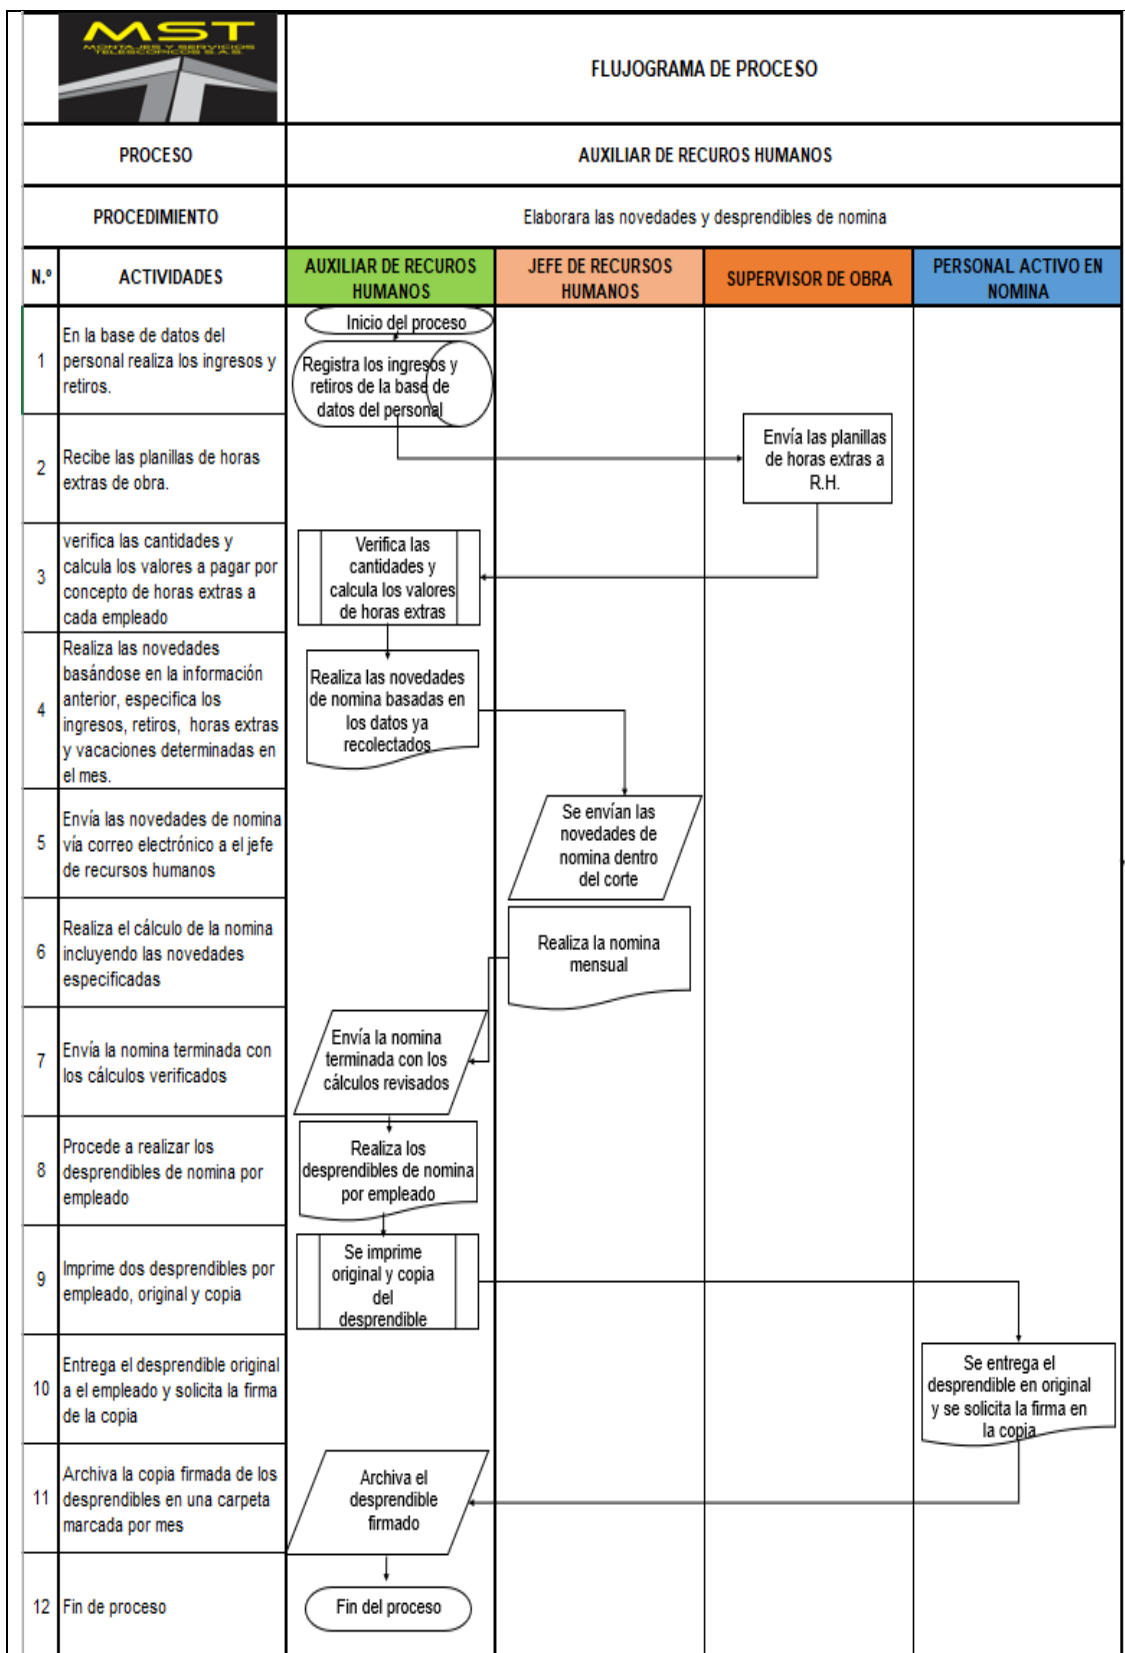 MST
MONTAJES Y SERVICIOS
TELESCOPICOS S.A.S.
FLUJOGRAMA DE PROCESO
PROCESO
AUXILIAR DE RECUROS HUMANOS
PROCEDIMIENTO
Elaborara las novedades y desprendibles de nomina
N.º
ACTIVIDADES
AUXILIAR DE RECUROS
HUMANOS
JEFE DE RECURSOS
HUMANOS
SUPERVISOR DE OBRA
PERSONAL ACTIVO EN
NOMINA
1
En la base de datos del
personal realiza los ingresos y
retiros.
Inicio del proceso
Registra los ingresos y
retiros de la base de
datos del personal
2
Recibe las planillas de horas
extras de obra.
Envía las planillas
de horas extras a
R.H.
3
verifica las cantidades y
calcula los valores a pagar por
concepto de horas extras a
cada empleado
Verifica las
cantidades y
calcula los valores
de horas extras
4
Realiza las novedades
basándose en la información
anterior, especifica los
ingresos, retiros, horas extras
y vacaciones determinadas en
el mes.
Realiza las novedades
de nomina basadas en
los datos ya
recolectados
5
Envía las novedades de nomina
vía correo electrónico a el jefe
de recursos humanos
Se envían las
novedades de
nomina dentro
del corte
6
Realiza el cálculo de la nomina
incluyendo las novedades
especificadas
Realiza la nomina
mensual
7
Envía la nomina terminada con
los cálculos verificados
Envía la nomina
terminada con los
cálculos revisados
8
Procede a realizar los
desprendibles de nomina por
empleado
Realiza los
desprendibles de nomina
por empleado
9
Imprime dos desprendibles por
empleado, original y copia
Se imprime
original y copia
del
desprendible
10
Entrega el desprendible original
a el empleado y solicita la firma
de la copia
Se entrega el
desprendible en original
y se solicita la firma en
la copia
11
Archiva la copia firmada de los
desprendibles en una carpeta
marcada por mes
Archiva el
desprendible
firmado
12
Fin de proceso
Fin del proceso